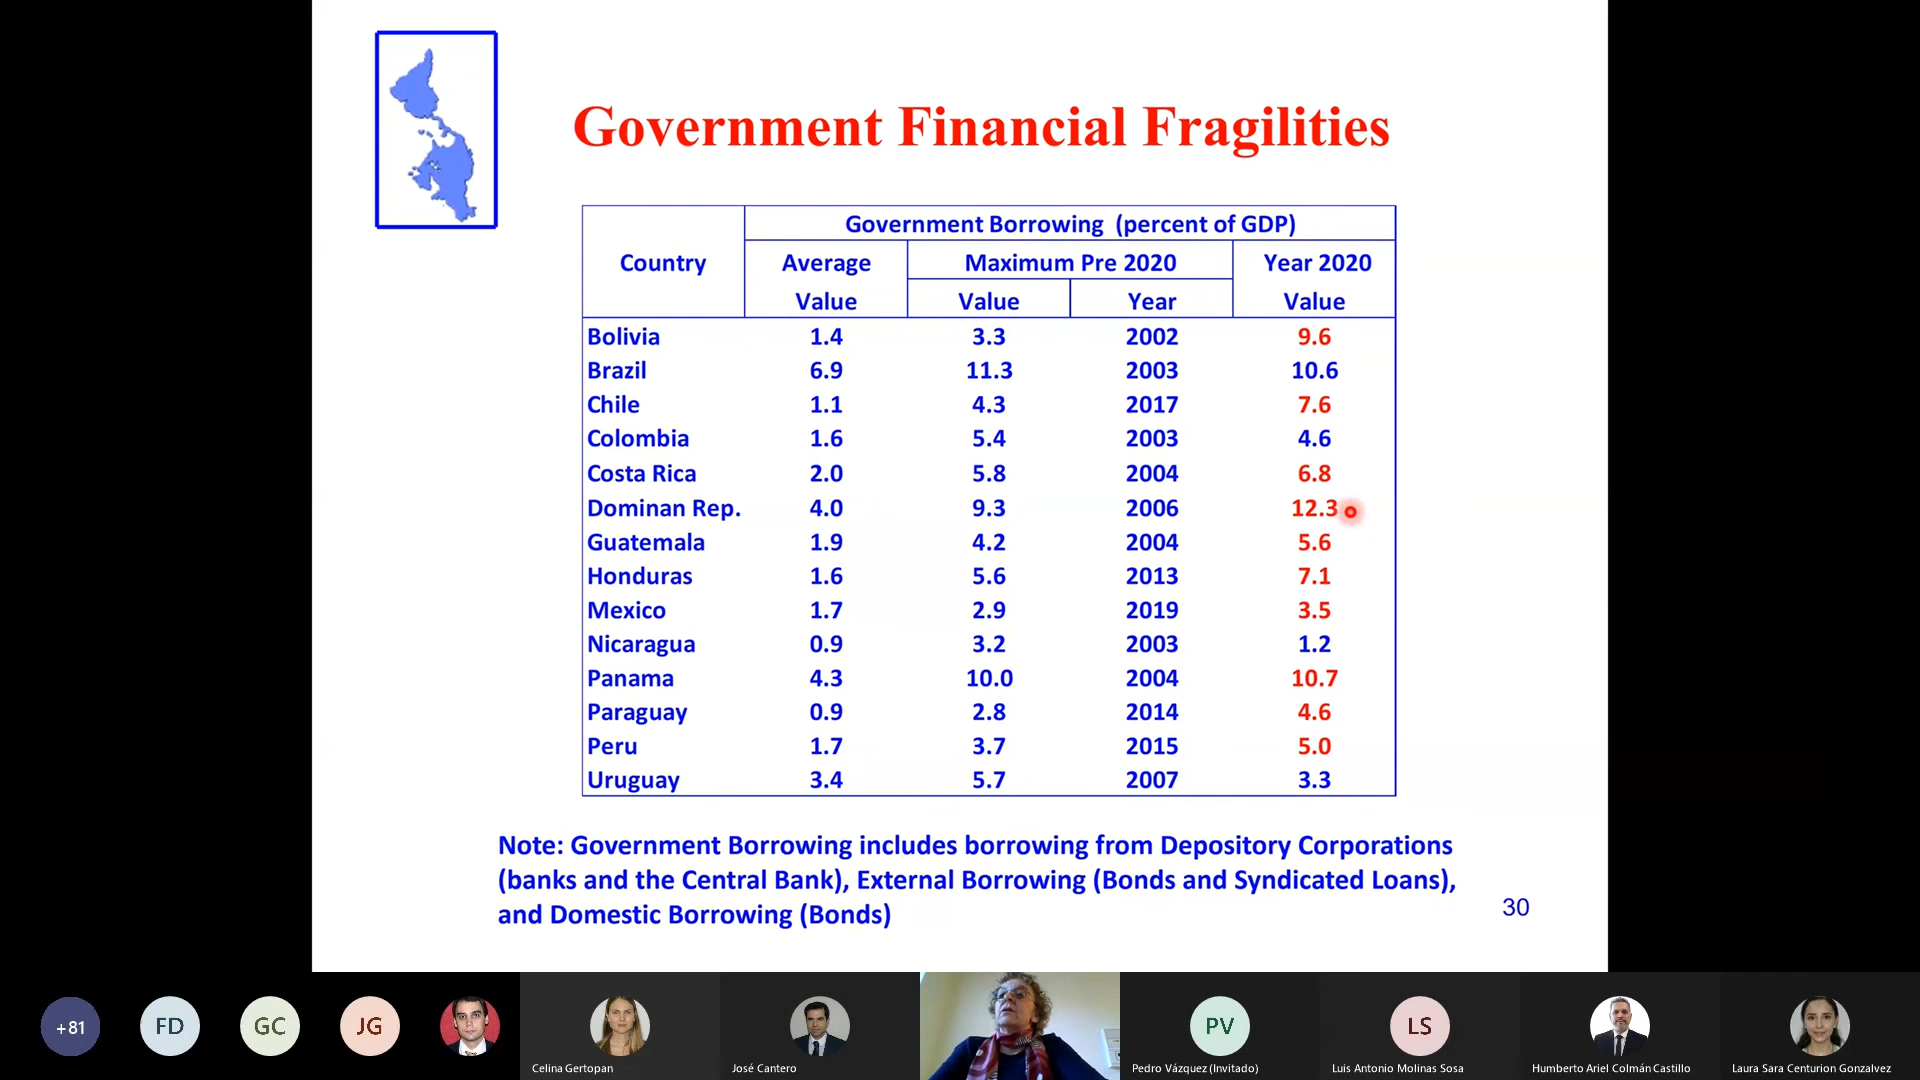 Government Financial Fragilities
Country
Government Borrowing (percent of GDP)
Average Maximum Pre 2020 Year 2020
Value Value Year Value
Bolivia 1.4 3.3 2002 9.6
Brazil 6.9 11.3 2003 10.6
Chile 1.1 4.3 2017 7.6
Colombia 1.6 5.4 2003 4.6
Costa Rica 2.0 5.8 2004 6.8
Dominan Rep. 4.0 9.3 2006 12.3
Guatemala 1.9 4.2 2004 5.6
Honduras 1.6 5.6 2013 7.1
Mexico 1.7 2.9 2019 3.5
Nicaragua 0.9 3.2 2003 1.2
Panama 4.3 10.0 2004 10.7
Paraguay 0.9 2.8 2014 4.6
Peru 1.7 3.7 2015 5.0
Uruguay 3.4 5.7 2007 3.3
Note: Government Borrowing includes borrowing from Depository Corporations
(banks and the Central Bank), External Borrowing (Bonds and Syndicated Loans),
and Domestic Borrowing (Bonds)
30
+81 FD GC JG PV LS
Celina Gertopan José Cantero Pedro Vázquez (Invitado) Luis Antonio Molinas Sosa Humberto Ariel Colmán Castillo Laura Sara Centurion Gonzalvez